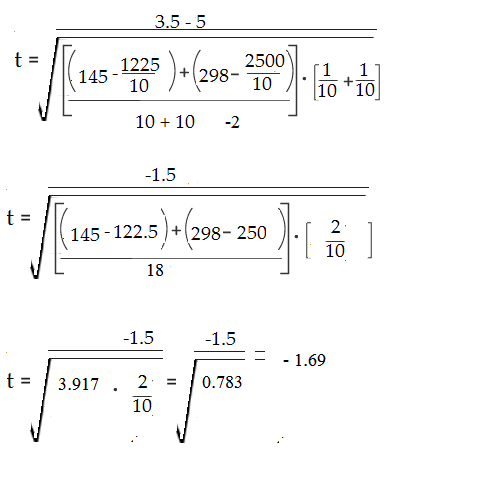 3.5 - 5
t = √ [ ( 145 - 1225/10 ) + ( 298 - 2500/10 ) ] · [ 1/10 + 1/10 ]
10 + 10 -2
-1.5
t = √ [ ( 145 - 122.5 ) + ( 298 - 250 ) ] · [ 2/10 ]
18
-1.5 -1.5
t = √ 3.917 . 2/10 = √ 0.783 = - 1.69